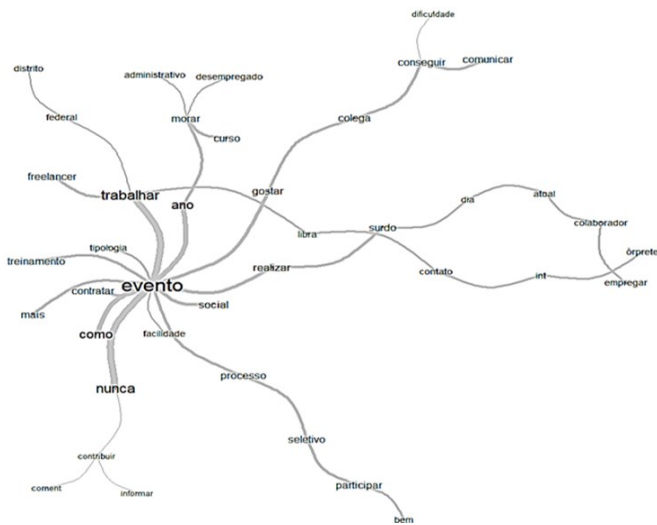 dificuldade
conseguir
comunicar
distrito
administrativo
desempregado
federal
morar
colega
curso
freelancer
trabalhar
ano
gostar
dia
atoal
colaborador
libra
surdo
tipologia
treinamento
realizar
contato
int
órprete
empregar
evento
contratar
social
mais
como
facilidade
processo
nunca
seletivo
contribuir
participar
coment
informar
bem